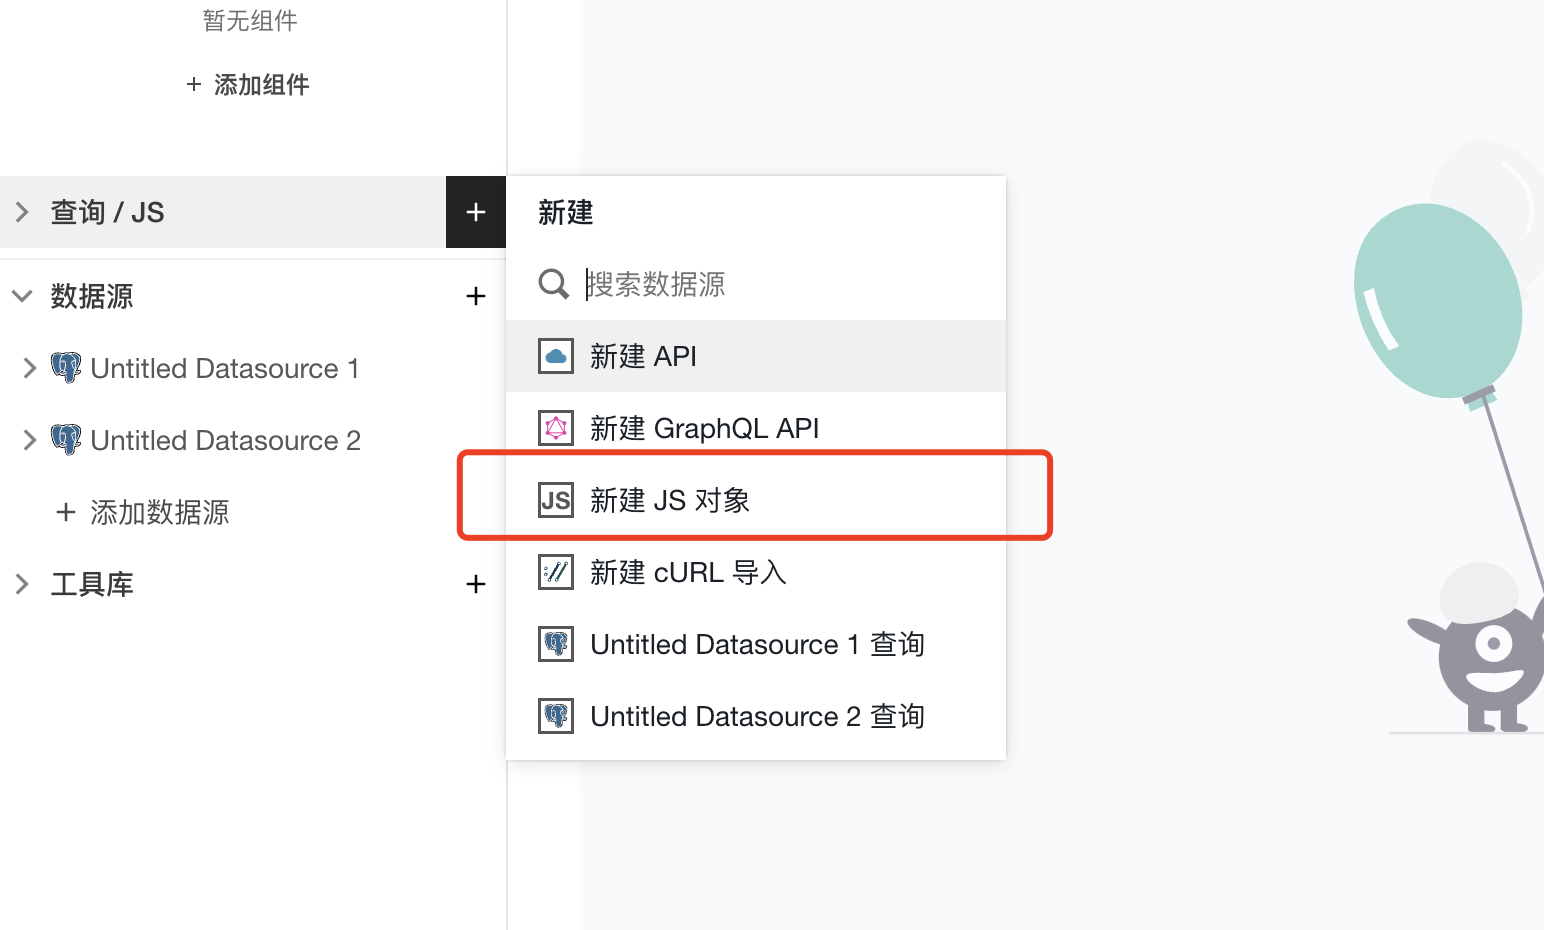 暂无组件
+ 添加组件
查询 / JS
+
数据源
+
Untitled Datasource 1
Untitled Datasource 2
+ 添加数据源
工具库
+
新建
搜索数据源
新建 API
新建 GraphQL API
JS 新建 JS 对象
新建 cURL 导入
Untitled Datasource 1 查询
Untitled Datasource 2 查询